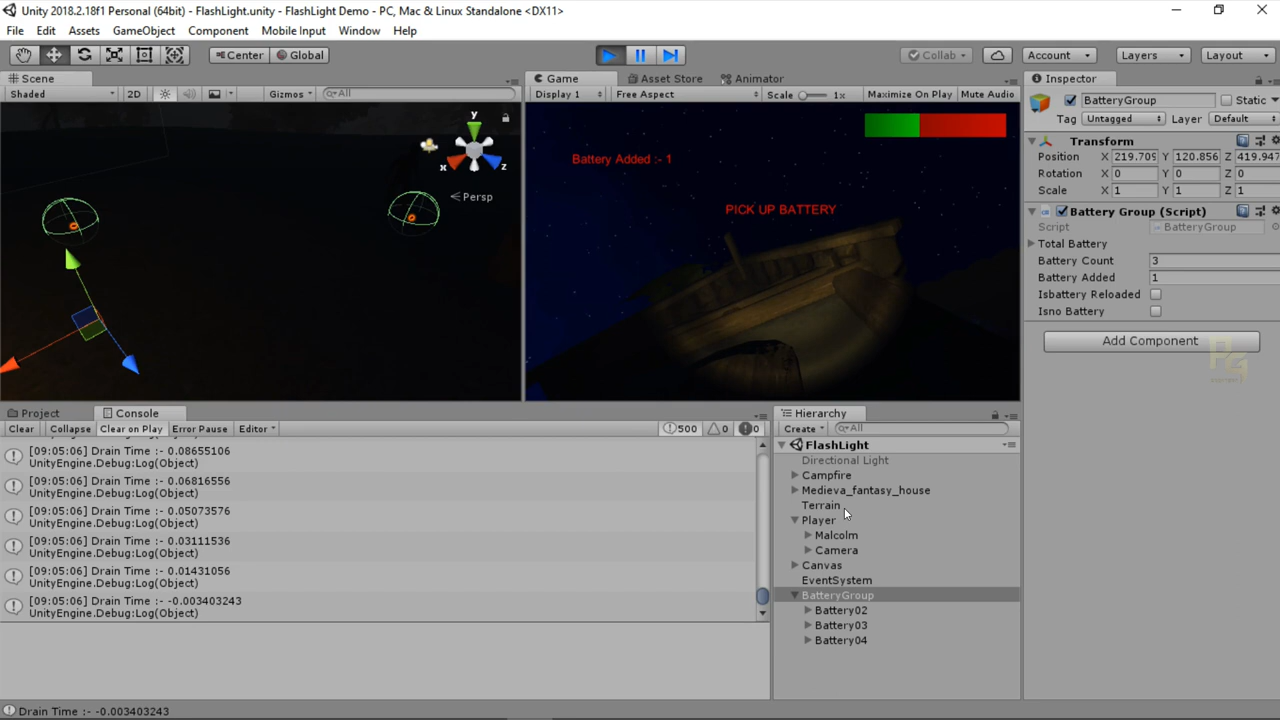 Unity 2018.2.18f1 Personal (64bit) - FlashLight.unity - FlashLight Demo - PC, Mac & Linux Standalone <DX11>
File Edit Assets GameObject Component Mobile Input Window Help
Center Global Collab Account Layers Layout
Scene
Shaded 2D Gizmos All
y
x
z
Persp
Game Asset Store Animator
Display 1 Free Aspect Scale 1x Maximize On Play Mute Audio
Battery Added :- 1
PICK UP BATTERY
Inspector
BatteryGroup Static
Tag Untagged Layer Default
Transform
Position X 219.709 Y 120.856 Z 419.947
Rotation X 0 Y 0 Z 0
Scale X 1 Y 1 Z 1
Battery Group (Script)
Script BatteryGroup
Total Battery
Battery Count 3
Battery Added 1
Isbattery Reloaded
Isno Battery
Add Component
PG
Project Console
Clear Collapse Clear on Play Error Pause Editor 500 0 0
[09:05:06] Drain Time :- 0.08655106
UnityEngine.Debug:Log(Object)
[09:05:06] Drain Time :- 0.06816556
UnityEngine.Debug:Log(Object)
[09:05:06] Drain Time :- 0.05073576
UnityEngine.Debug:Log(Object)
[09:05:06] Drain Time :- 0.03111536
UnityEngine.Debug:Log(Object)
[09:05:06] Drain Time :- 0.01431056
UnityEngine.Debug:Log(Object)
[09:05:06] Drain Time :- -0.003403243
UnityEngine.Debug:Log(Object)
Hierarchy
Create All
FlashLight
Directional Light
Campfire
Medieva_fantasy_house
Terrain
Player
Malcolm
Camera
Canvas
EventSystem
BatteryGroup
Battery02
Battery03
Battery04
Drain Time :- -0.003403243